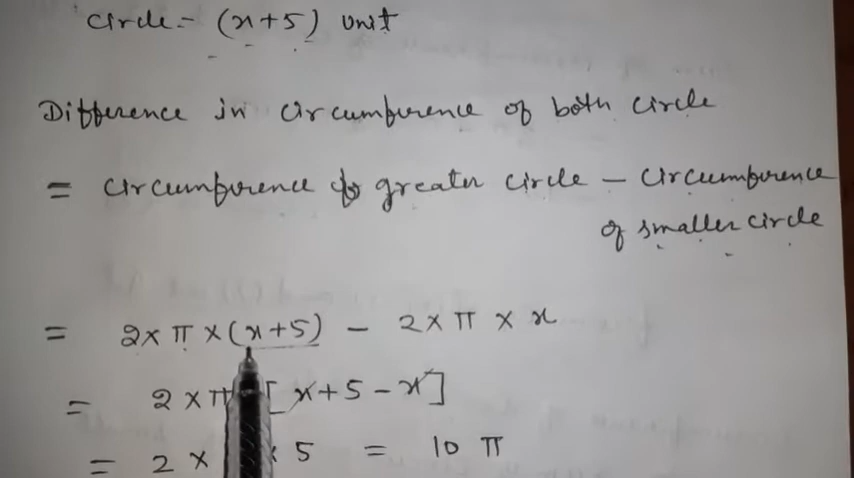 circle = (x+5) unit
Difference in circumference of both circle
= circumference of greater circle – circumference
of smaller circle
= 2×π×(x+5) – 2×π×x
= 2×π [x+5–x]
= 2× ×5 = 10π